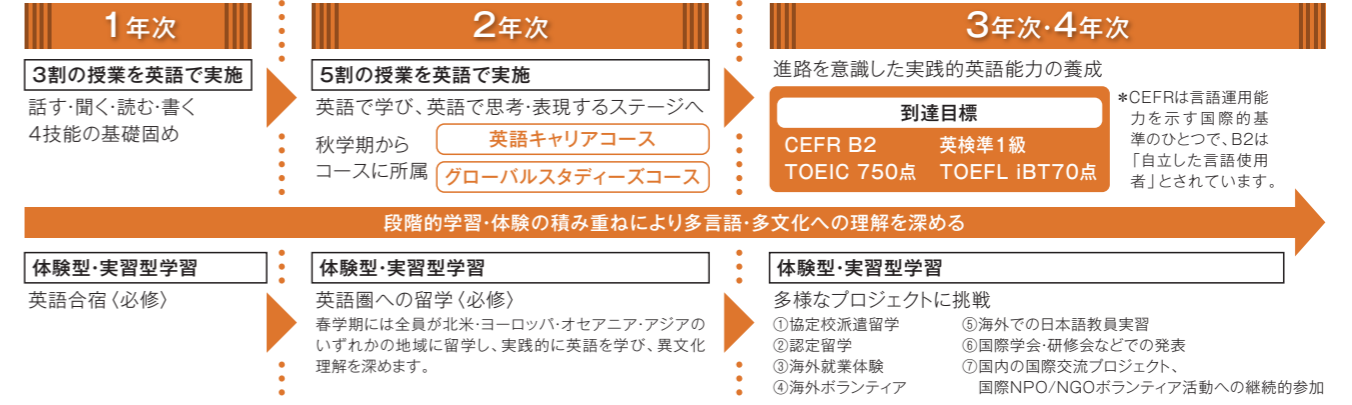 1年次
3割の授業を英語で実施
話す・聞く・読む・書く
4技能の基礎固め
2年次
5割の授業を英語で実施
英語で学び、英語で思考・表現するステージへ
秋学期から
コースに所属
英語キャリアコース
グローバルスタディーズコース
3年次・4年次
進路を意識した実践的英語能力の養成
到達目標
CEFR B2 英検準1級
TOEIC 750点 TOEFL iBT70点
*CEFRは言語運用能
力を示す国際的基
準のひとつで、B2は
「自立した言語使用
者」とされています。
段階的学習・体験の積み重ねにより多言語・多文化への理解を深める
体験型・実習型学習
英語合宿〈必修〉
体験型・実習型学習
英語圏への留学〈必修〉
春学期には全員が北米・ヨーロッパ・オセアニア・アジアの
いずれかの地域に留学し、実践的に英語を学び、異文化
理解を深めます。
体験型・実習型学習
多様なプロジェクトに挑戦
①協定校派遣留学
②認定留学
③海外就業体験
④海外ボランティア
⑤海外での日本語教員実習
⑥国際学会・研修会などでの発表
⑦国内の国際交流プロジェクト、
国際NPO/NGOボランティア活動への継続的参加